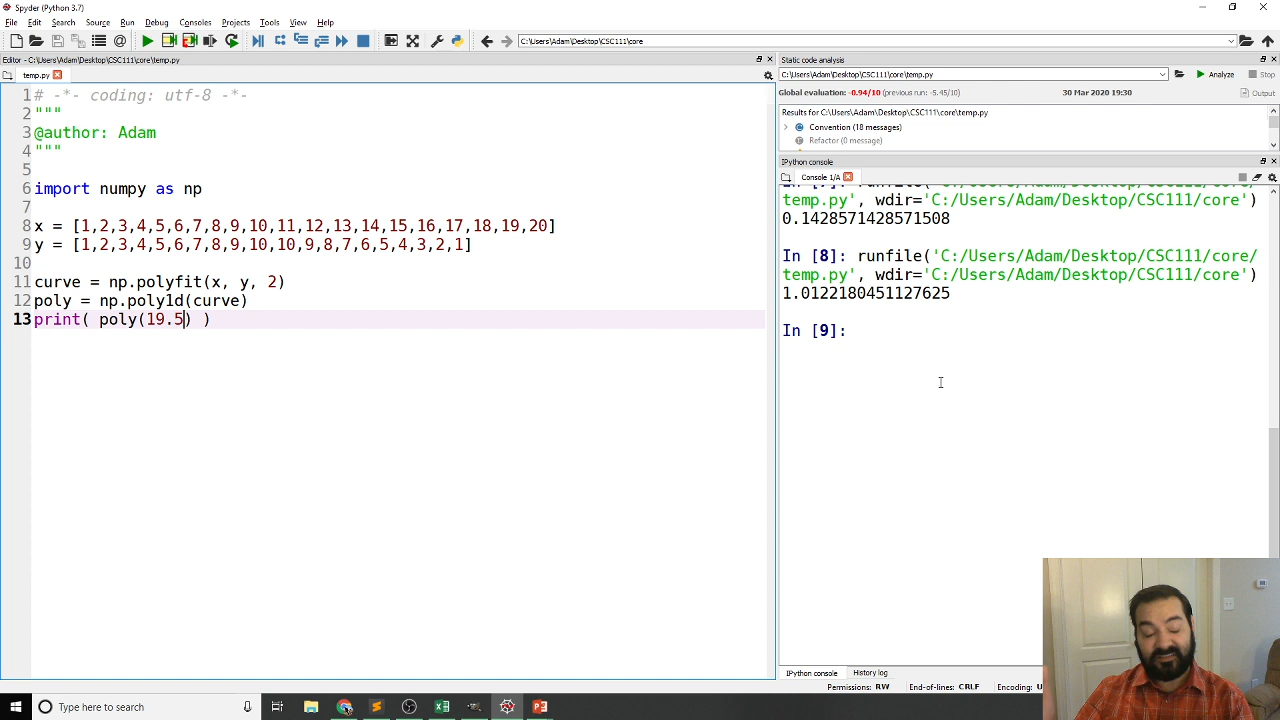 Spyder (Python 3.7)
File Edit Search Source Run Debug Consoles Projects Tools View Help
C:\Users\Adam\Desktop\CSC111\core
Editor - C:\Users\Adam\Desktop\CSC111\core\temp.py
temp.py
1 # -*- coding: utf-8 -*-
2 """
3 @author: Adam
4 """
5
6 import numpy as np
7
8 x = [1,2,3,4,5,6,7,8,9,10,11,12,13,14,15,16,17,18,19,20]
9 y = [1,2,3,4,5,6,7,8,9,10,10,9,8,7,6,5,4,3,2,1]
10
11 curve = np.polyfit(x, y, 2)
12 poly = np.poly1d(curve)
13 print( poly(19.5) )
Static code analysis
C:\Users\Adam\Desktop\CSC111\core\temp.py Analyze Stop
Global evaluation: -0.94/10 (previous run: -5.45/10) 30 Mar 2020 19:30 Output
Results for C:\Users\Adam\Desktop\CSC111\core\temp.py
Convention (18 messages)
Refactor (0 message)
IPython console
Console 1/A
In [7]: runfile('C:/Users/Adam/Desktop/CSC111/core/
temp.py', wdir='C:/Users/Adam/Desktop/CSC111/core')
0.1428571428571508
In [8]: runfile('C:/Users/Adam/Desktop/CSC111/core/
temp.py', wdir='C:/Users/Adam/Desktop/CSC111/core')
1.0122180451127625
In [9]:
IPython console History log
Permissions: RW End-of-lines: CRLF Encoding: U
Type here to search